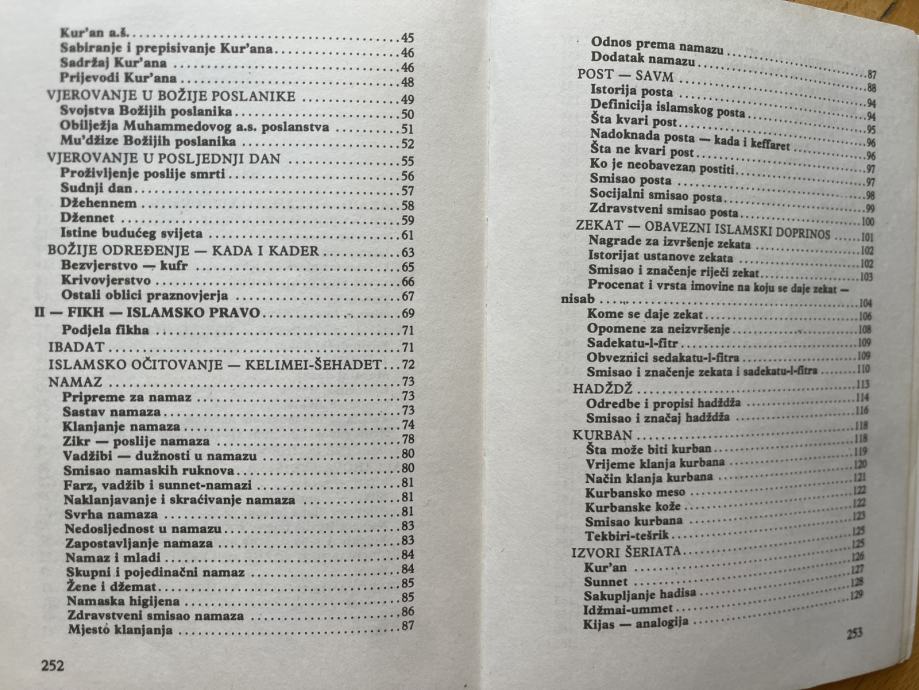 Kur'an a.š. 45
Sabiranje i prepisivanje Kur'ana 46
Sadržaj Kur'ana 46
Prijevodi Kur'ana 48
VJEROVANJE U BOŽIJE POSLANIKE 49
Svojstva Božijih poslanika 50
Obilježja Muhammedovog a.s. poslanstva 51
Mu'džize Božijih poslanika 52
VJEROVANJE U POSLJEDNJI DAN 55
Proživljenje poslije smrti 56
Sudnji dan 57
Džehennem 58
Džennet 59
Istine budućeg svijeta 61
BOŽIJE ODREĐENJE — KADA I KADER 63
Bezvjerstvo — kufr 65
Krivovjerstvo 66
Ostali oblici praznovjerja 67
II — FIKH — ISLAMSKO PRAVO 69
Podjela fikha 71
IBADAT 71
ISLAMSKO OČITOVANJE — KELIMEI-ŠEHADET 72
NAMAZ 73
Pripreme za namaz 73
Sastav namaza 73
Klanjanje namaza 74
Zikr — poslije namaza 78
Vadžibi — dužnosti u namazu 80
Smisao namaskih ruknova 80
Farz, vadžib i sunnet-namazi 81
Naklanjavanje i skraćivanje namaza 81
Svrha namaza 81
Nedosljednost u namazu 83
Zapostavljanje namaza 83
Namaz i mladi 84
Skupni i pojedinačni namaz 84
Žene i džemat 85
Namaska higijena 85
Zdravstveni smisao namaza 86
Mjesto klanjanja 87
252
Odnos prema namazu 87
Dodatak namazu 88
POST — SAVM 94
Istorija posta 94
Definicija islamskog posta 95
Šta kvari post 96
Nadoknada posta — kada i keffaret 96
Šta ne kvari post 97
Ko je neobavezan postiti 97
Smisao posta 98
Socijalni smisao posta 99
Zdravstveni smisao posta 100
ZEKAT — OBAVEZNI ISLAMSKI DOPRINOS 101
Nagrade za izvršenje zekata 102
Istorijat ustanove zekata 102
Smisao i značenje riječi zekat 103
Procenat i vrsta imovine na koju se daje zekat —
nisab 104
Kome se daje zekat 106
Opomene za neizvršenje 108
Sadekatu-l-fitr 109
Obveznici sedakatu-l-fitra 109
Smisao i značenje zekata i sadekatu-l-fitra 110
HADŽDŽ 113
Odredbe i propisi hadždža 114
Smisao i značaj hadždža 116
KURBAN 118
Šta može biti kurban 118
Vrijeme klanja kurbana 119
Način klanja kurbana 120
Kurbansko meso 121
Kurbanske kože 122
Smisao kurbana 122
Tekbiri-tešrik 123
IZVORI ŠERIATA 125
Kur'an 125
Sunnet 126
Sakupljanje hadisa 127
Idžmai-ummet 128
Kijas — analogija 129
253